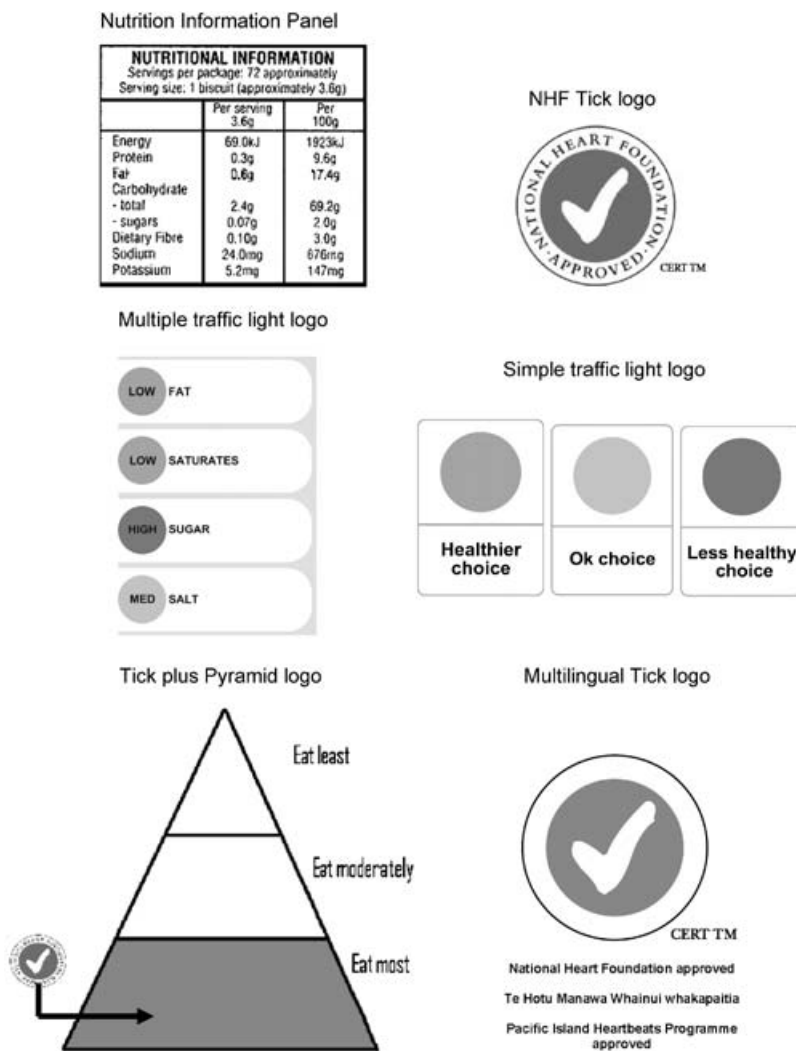 Nutrition Information Panel
NUTRITIONAL INFORMATION
Servings per package: 72 approximately
Serving size: 1 biscuit (approximately 3.6g)
Per serving 3.6g Per 100g
Energy 69.0kJ 1923kJ
Protein 0.3g 9.6g
Fat 0.6g 17.4g
Carbohydrate
- total 2.4g 69.2g
- sugars 0.07g 2.0g
Dietary Fibre 0.10g 3.0g
Sodium 24.0mg 676mg
Potassium 5.2mg 147mg
NHF Tick logo
NATIONAL HEART FOUNDATION
· APPROVED ·
CERT TM
Multiple traffic light logo
LOW FAT
LOW SATURATES
HIGH SUGAR
MED SALT
Simple traffic light logo
Healthier
choice
Ok choice
Less healthy
choice
Tick plus Pyramid logo
Eat least
Eat moderately
Eat most
Multilingual Tick logo
CERT TM
National Heart Foundation approved
Te Hotu Manawa Whainui whakapaitia
Pacific Island Heartbeats Programme
approved